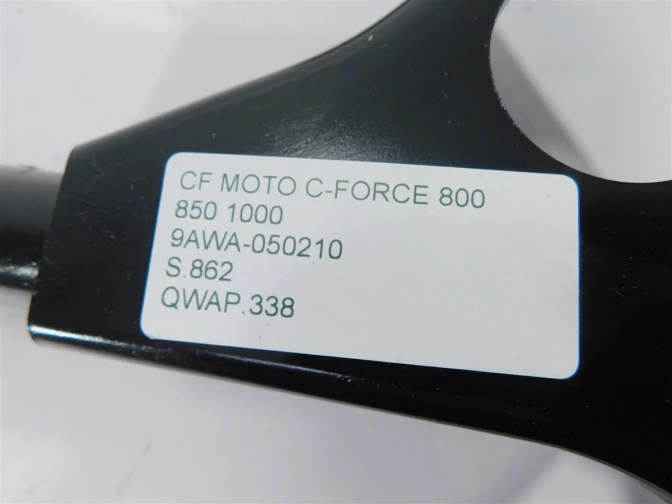 CF MOTO C-FORCE 800
850 1000
9AWA-050210
S.862
QWAP.338